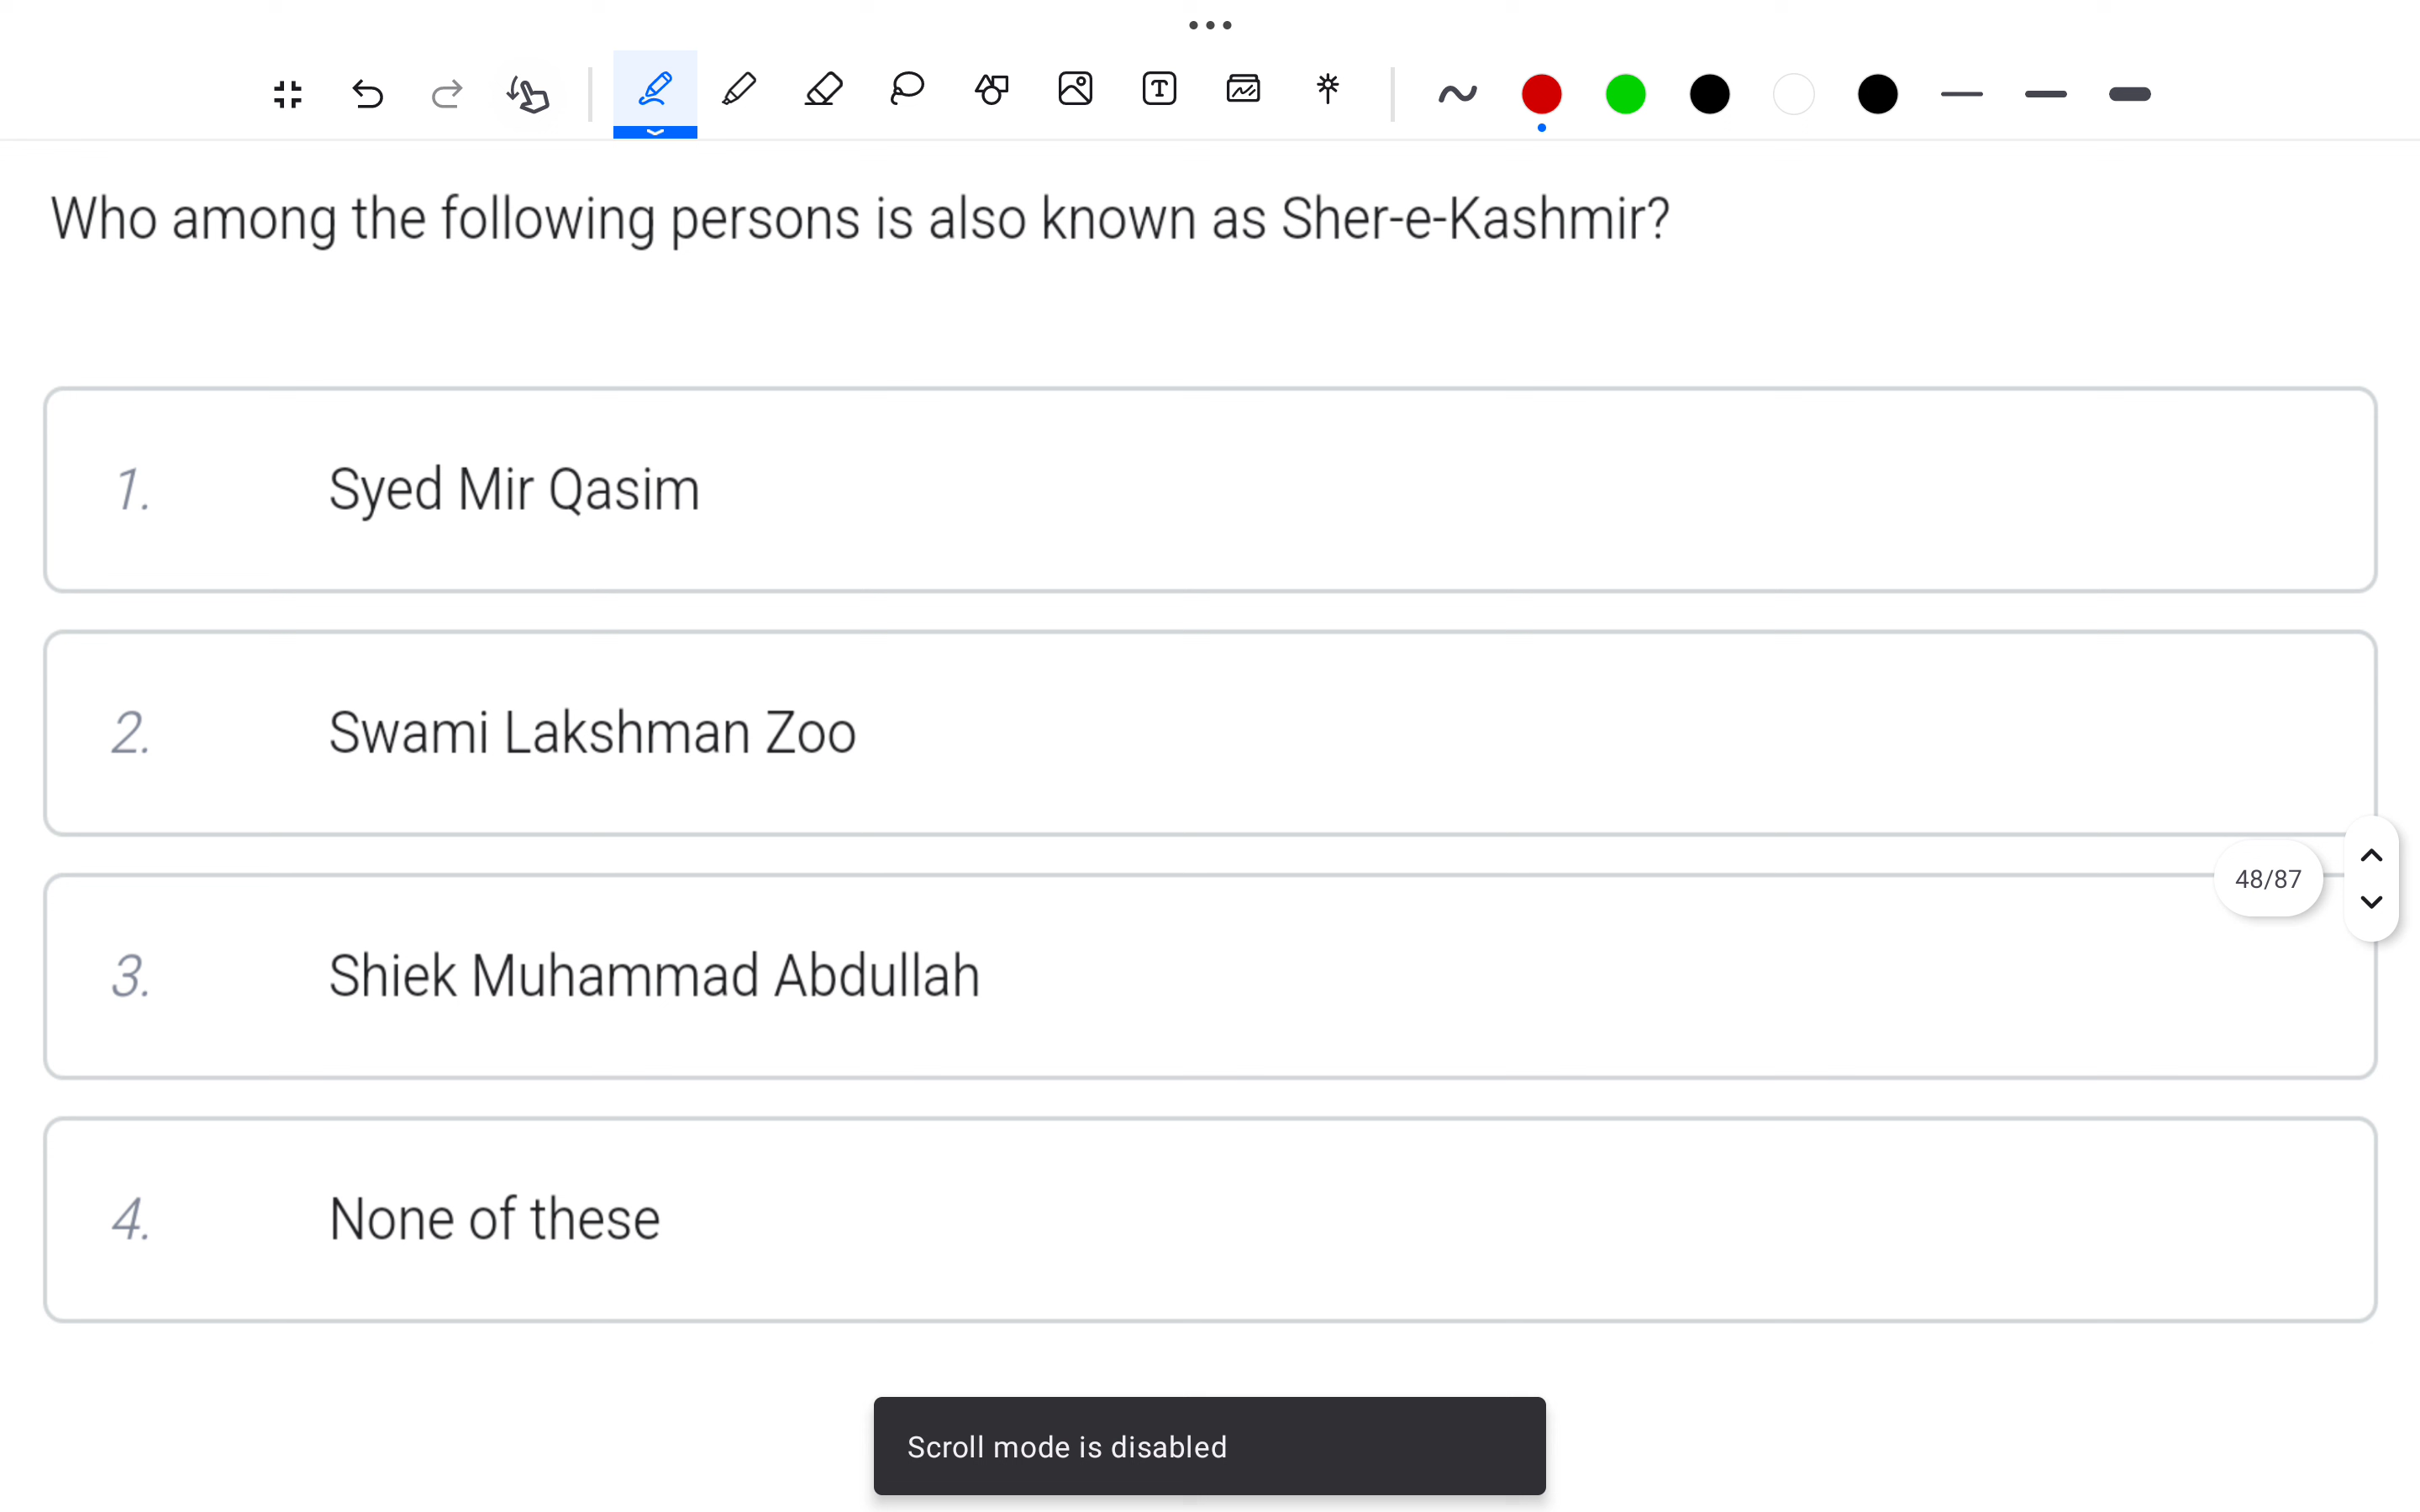 Who among the following persons is also known as Sher-e-Kashmir?
1. Syed Mir Qasim
2. Swami Lakshman Zoo
48/87
3. Shiek Muhammad Abdullah
4. None of these
Scroll mode is disabled